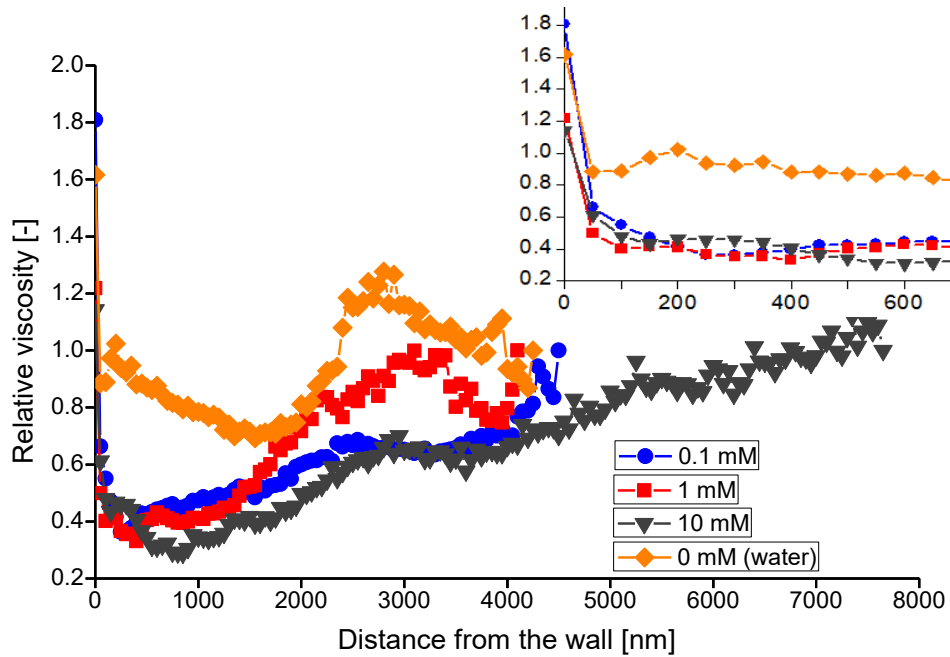 1.8
1.6
1.4
1.2
1.0
0.8
0.6
0.4
0.2
0 200 400 600
2.0
1.8
1.6
1.4
1.2
1.0
0.8
0.6
0.4
0.2
0 1000 2000 3000 4000 5000 6000 7000 8000
Relative viscosity [-]
Distance from the wall [nm]
0.1 mM
1 mM
10 mM
0 mM (water)